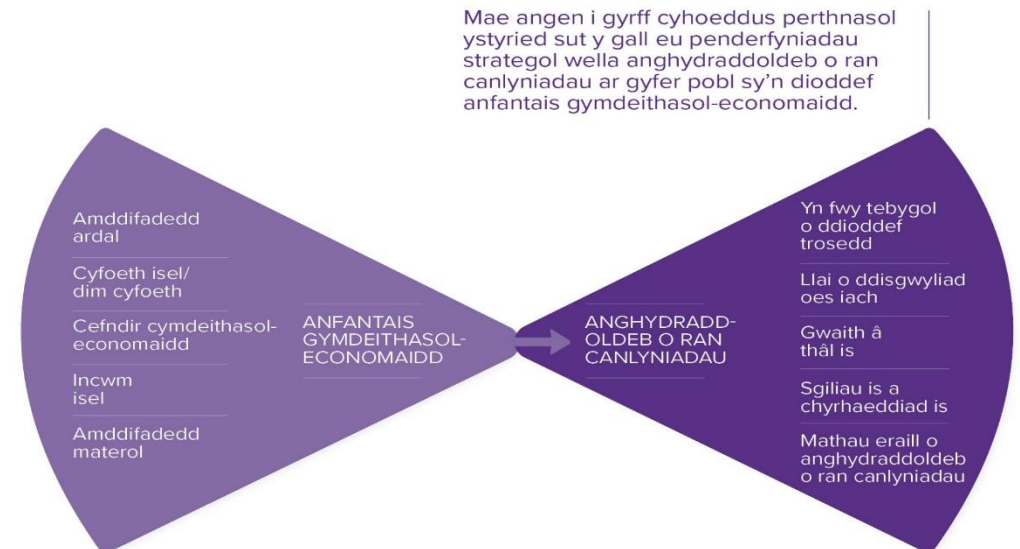 Mae angen i gyrff cyhoeddus perthnasol
ystyried sut y gall eu penderfyniadau
strategol wella anghydraddoldeb o ran
canlyniadau ar gyfer pobl sy'n dioddef
anfantais gymdeithasol-economaidd.
Amddifadedd
ardal
Cyfoeth isel/
dim cyfoeth
Cefndir cymdeithasol-
economaidd
Incwm
isel
Amddifadedd
materol
ANFANTAIS
GYMDEITHASOL-
ECONOMAIDD
ANGHYDRADD-
OLDEB O RAN
CANLYNIADAU
Yn fwy tebygol
o ddioddef
trosedd
Llai o ddisgwyliad
oes iach
Gwaith â
thâl is
Sgiliau is a
chyrhaeddiad is
Mathau eraill o
anghydraddoldeb
o ran canlyniadau